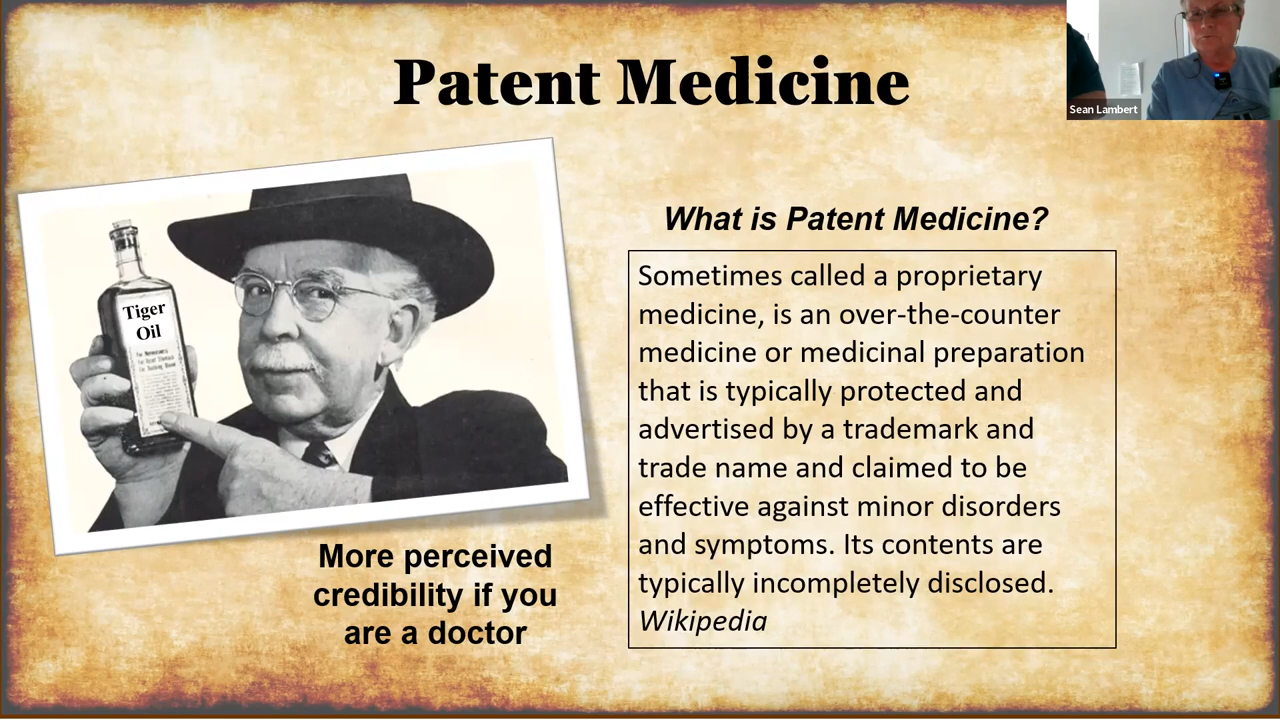 Patent Medicine
Sean Lambert
Tiger
Oil
What is Patent Medicine?
Sometimes called a proprietary
medicine, is an over-the-counter
medicine or medicinal preparation
that is typically protected and
advertised by a trademark and
trade name and claimed to be
effective against minor disorders
and symptoms. Its contents are
typically incompletely disclosed.
Wikipedia
More perceived
credibility if you
are a doctor